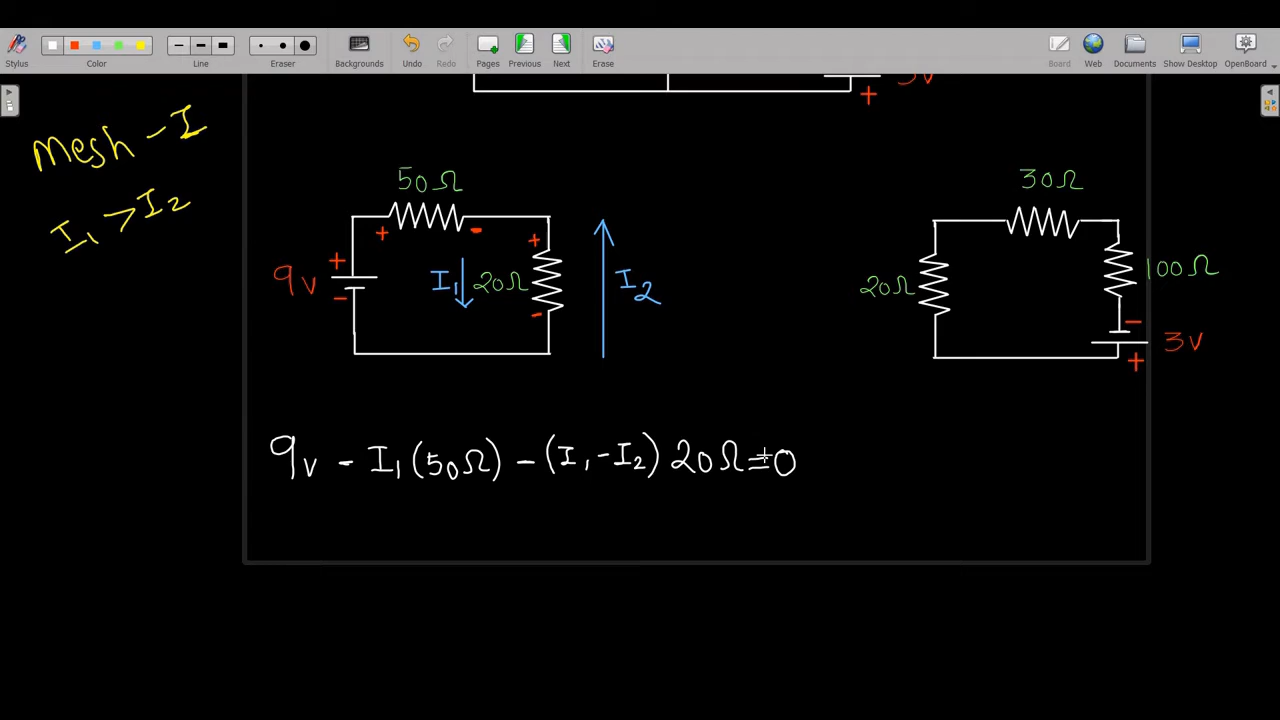 Stylus Color Line Eraser Backgrounds Undo Redo Pages Previous Next Erase Board Web Documents Show Desktop OpenBoard
3V
+
Mesh - I
I₁ > I₂
50Ω
+ -
+
9V
-
I₁
20Ω
+
-
I₂
30Ω
20Ω
100Ω
-
3V
+
9V - I₁(50Ω) - (I₁-I₂) 20Ω=0